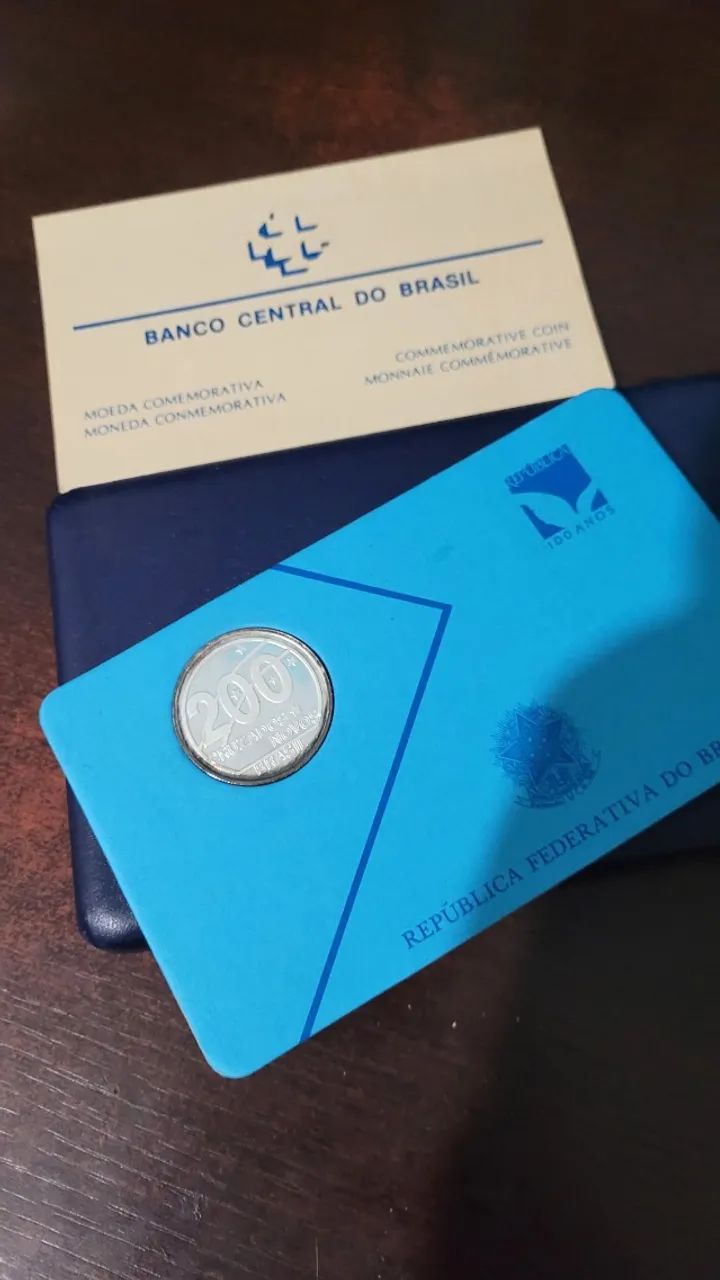 BANCO CENTRAL DO BRASIL
MOEDA COMEMORATIVA
MONEDA CONMEMORATIVA
COMMEMORATIVE COIN
MONNAIE COMMÉMORATIVE
REPÚBLICA
100 ANOS
200
CRUZADOS
NOVOS
BRASIL
REPÚBLICA FEDERATIVA DO BR